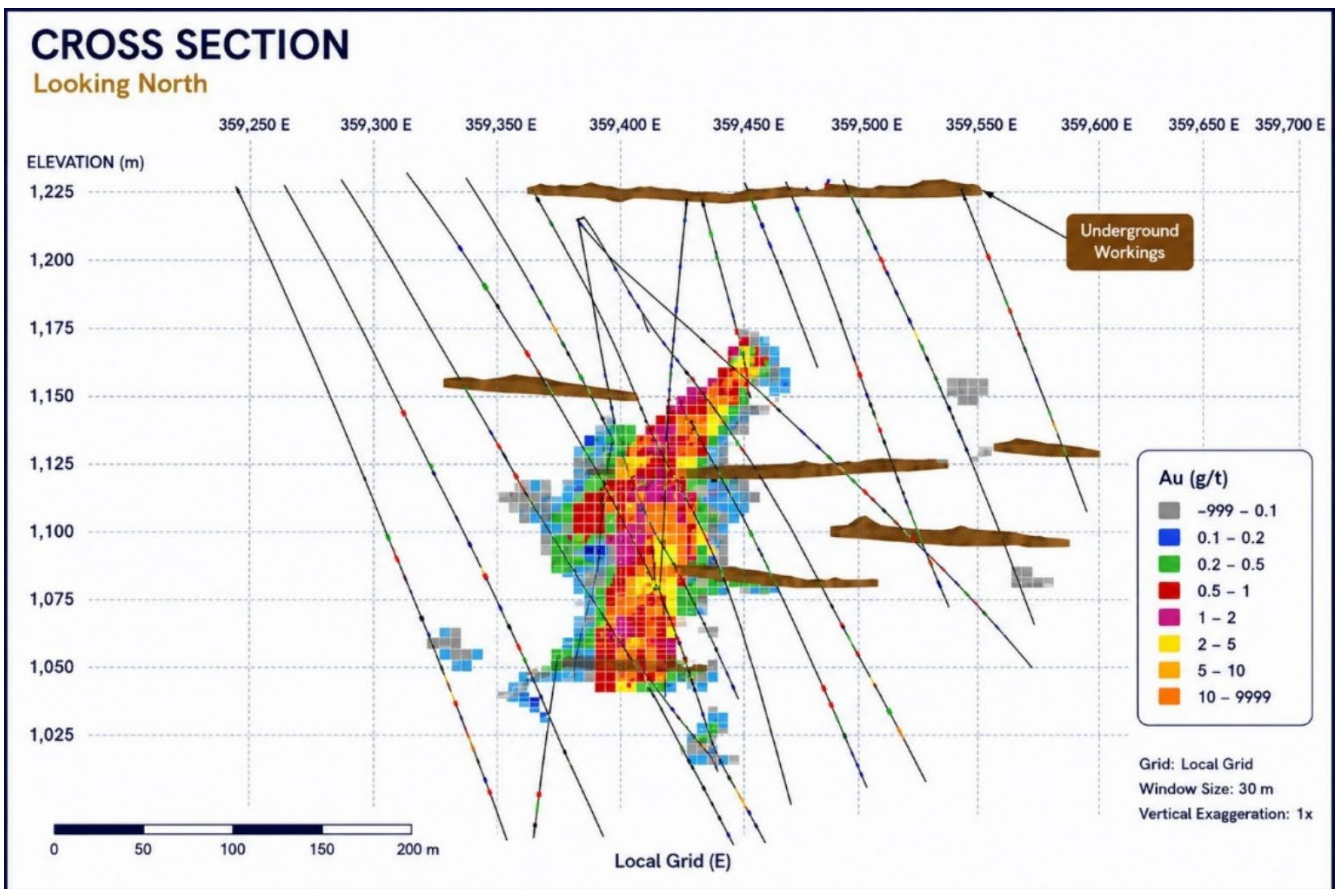 CROSS SECTION
Looking North
359,250 E 359,300 E 359,350 E 359,400 E 359,450 E 359,500 E 359,550 E 359,600 E 359,650 E 359,700 E
ELEVATION (m)
1,225
1,200
1,175
1,150
1,125
1,100
1,075
1,050
1,025
Underground
Workings
Au (g/t)
-999 – 0.1
0.1 – 0.2
0.2 – 0.5
0.5 – 1
1 – 2
2 – 5
5 – 10
10 – 9999
Grid: Local Grid
Window Size: 30 m
Vertical Exaggeration: 1x
0 50 100 150 200 m
Local Grid (E)